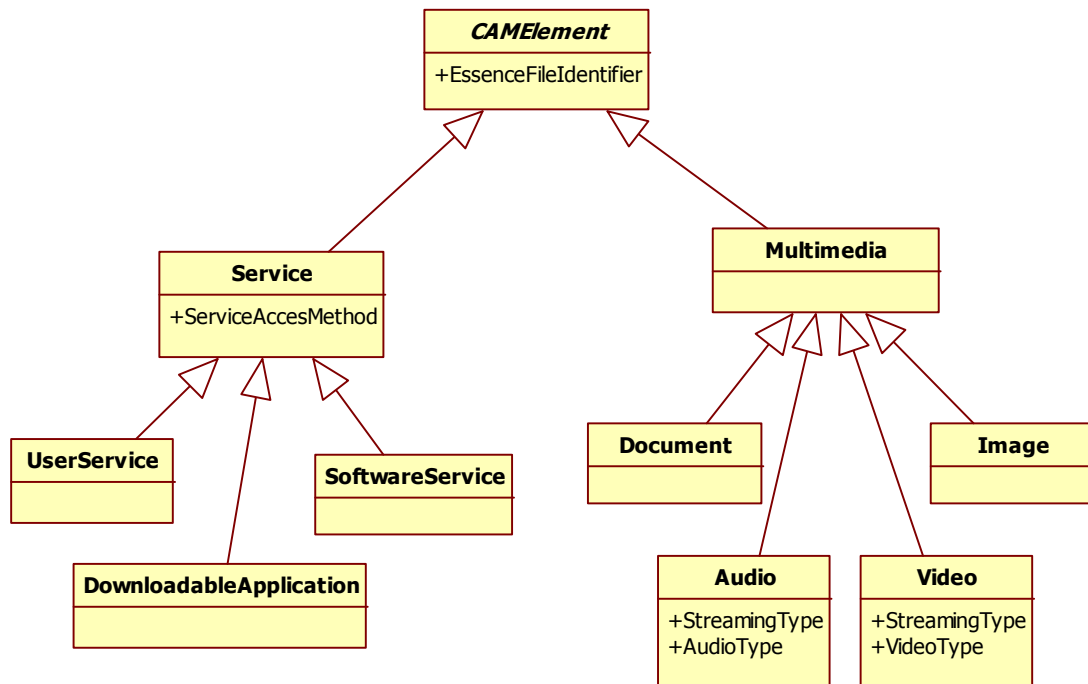 CAMElement
+EssenceFileIdentifier
Service
+ServiceAccesMethod
Multimedia
UserService
SoftwareService
DownloadableApplication
Document
Image
Audio
+StreamingType
+AudioType
Video
+StreamingType
+VideoType